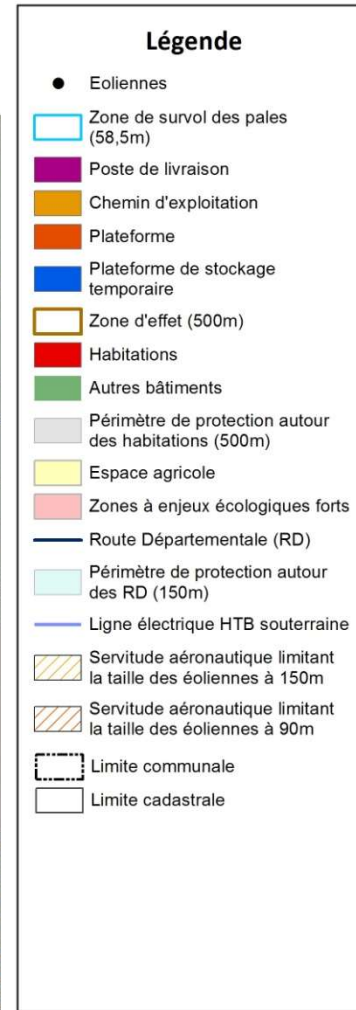 Légende
Eoliennes
Zone de survol des pales
(58,5m)
Poste de livraison
Chemin d'exploitation
Plateforme
Plateforme de stockage
temporaire
Zone d'effet (500m)
Habitations
Autres bâtiments
Périmètre de protection autour
des habitations (500m)
Espace agricole
Zones à enjeux écologiques forts
Route Départementale (RD)
Périmètre de protection autour
des RD (150m)
Ligne électrique HTB souterraine
Servitude aéronautique limitant
la taille des éoliennes à 150m
Servitude aéronautique limitant
la taille des éoliennes à 90m
Limite communale
Limite cadastrale